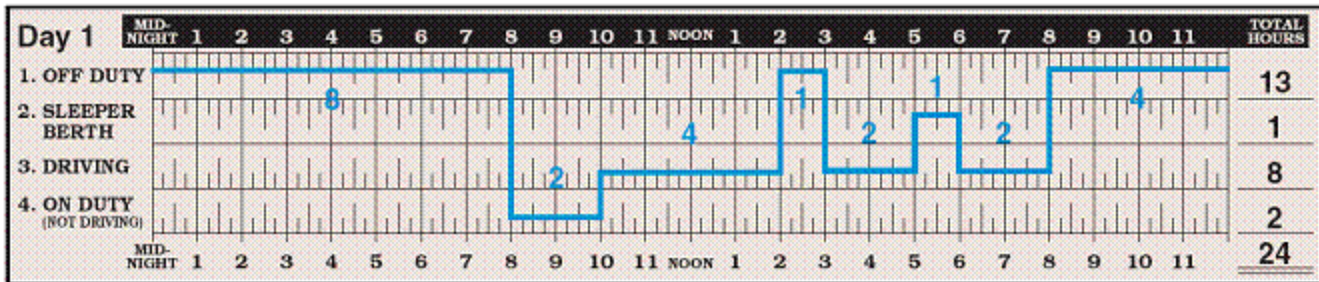 Day 1
MID-
NIGHT 1 2 3 4 5 6 7 8 9 10 11 NOON 1 2 3 4 5 6 7 8 9 10 11
TOTAL
HOURS
1. OFF DUTY 8 1 1 4 13
2. SLEEPER
BERTH 4 2 2 1
3. DRIVING 2 8
4. ON DUTY
(NOT DRIVING) 2
MID-
NIGHT 1 2 3 4 5 6 7 8 9 10 11 NOON 1 2 3 4 5 6 7 8 9 10 11 24